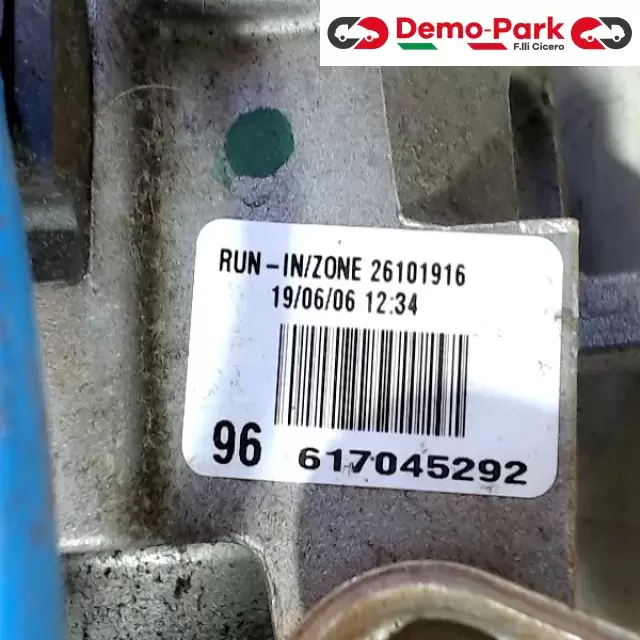 Demo-Park
F.lli Cicero
RUN-IN/ZONE 26101916
19/06/06 12:34
96 617045292